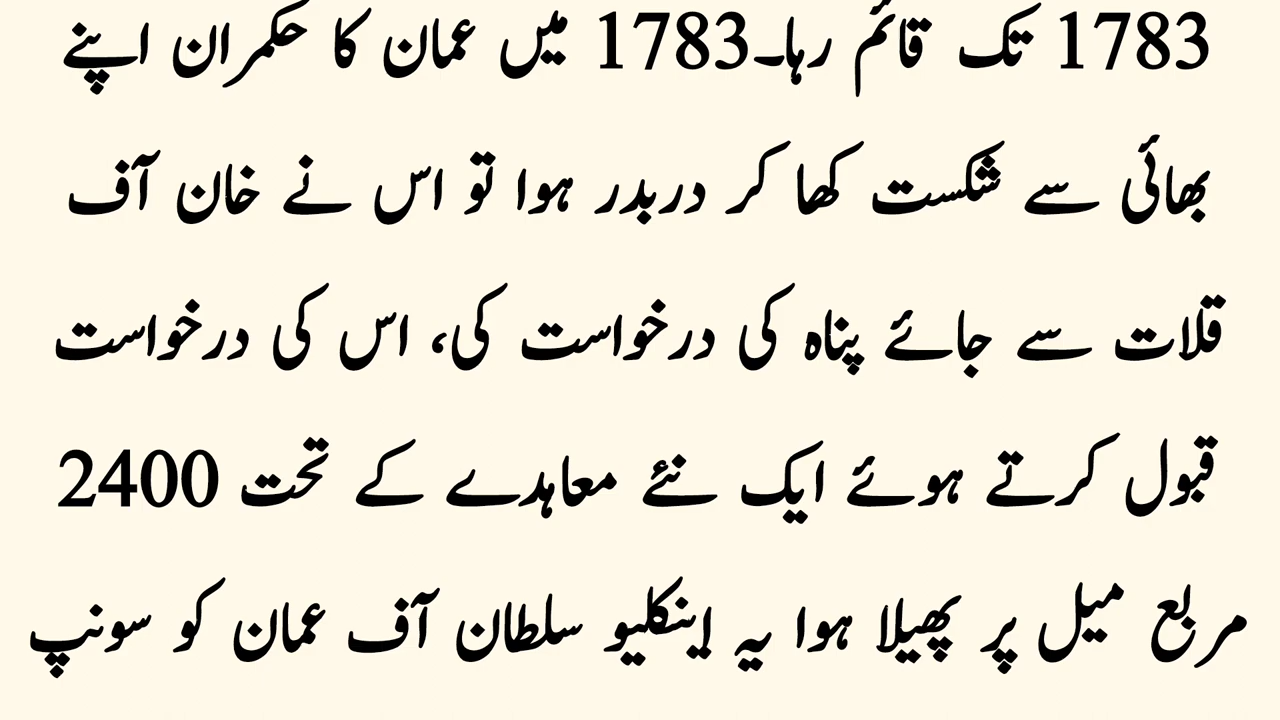 1783 تک قائم رہا۔1783 میں عمان کا حکمران اپنے
بھائی سے شکست کھا کر دربدر ہوا تو اس نے خان آف
قلات سے جائے پناہ کی درخواست کی، اس کی درخواست
قبول کرتے ہوئے ایک نئے معاہدے کے تحت 2400
مربع میل پر پھیلا ہوا یہ اینکلیو سلطان آف عمان کو سونپ